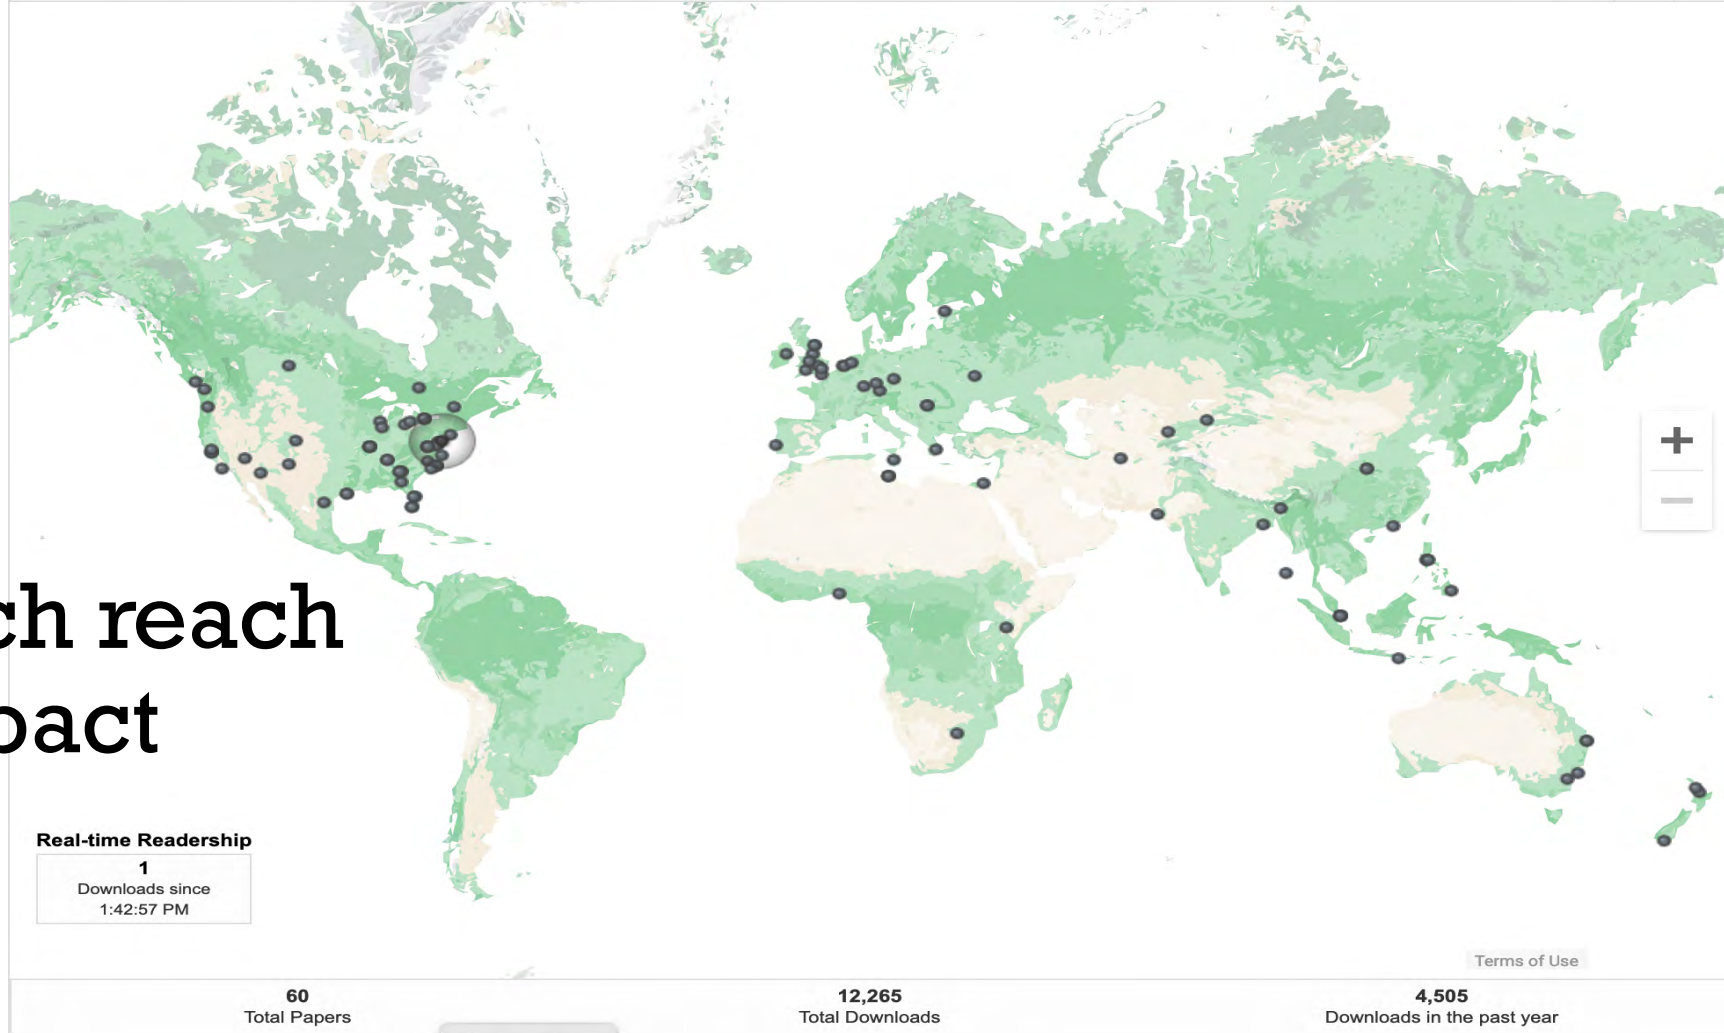 ch reach
pact
Real-time Readership
1
Downloads since
1:42:57 PM
Terms of Use
60
Total Papers
12,265
Total Downloads
4,505
Downloads in the past year